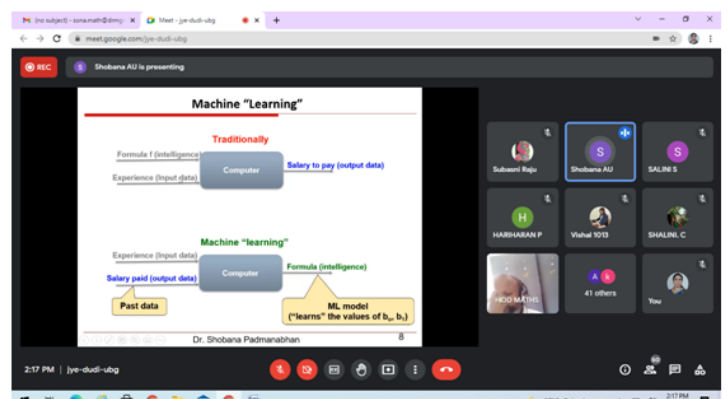 (no subject) - sona.math@drmg
Meet - jye-dudi-ubg
meet.google.com/jye-dudi-ubg
REC
S
Shobana AU is presenting
Machine "Learning"
Traditionally
Formula f (intelligence)
Experience (Input data)
Computer
Salary to pay (output data)
Machine "learning"
Experience (Input data)
Salary paid (output data)
Computer
Formula (intelligence)
Past data
ML model
("learns" the values of b₀, b₁)
Dr. Shobana Padmanabhan
8
Subasni Raju
S
Shobana AU
S
SALINI S
H
HARIHARAN P
Vishal 1013
SHALINI. C
HOD MATHS
A
k
41 others
You
2:17 PM | jye-dudi-ubg
50
2:17 PM